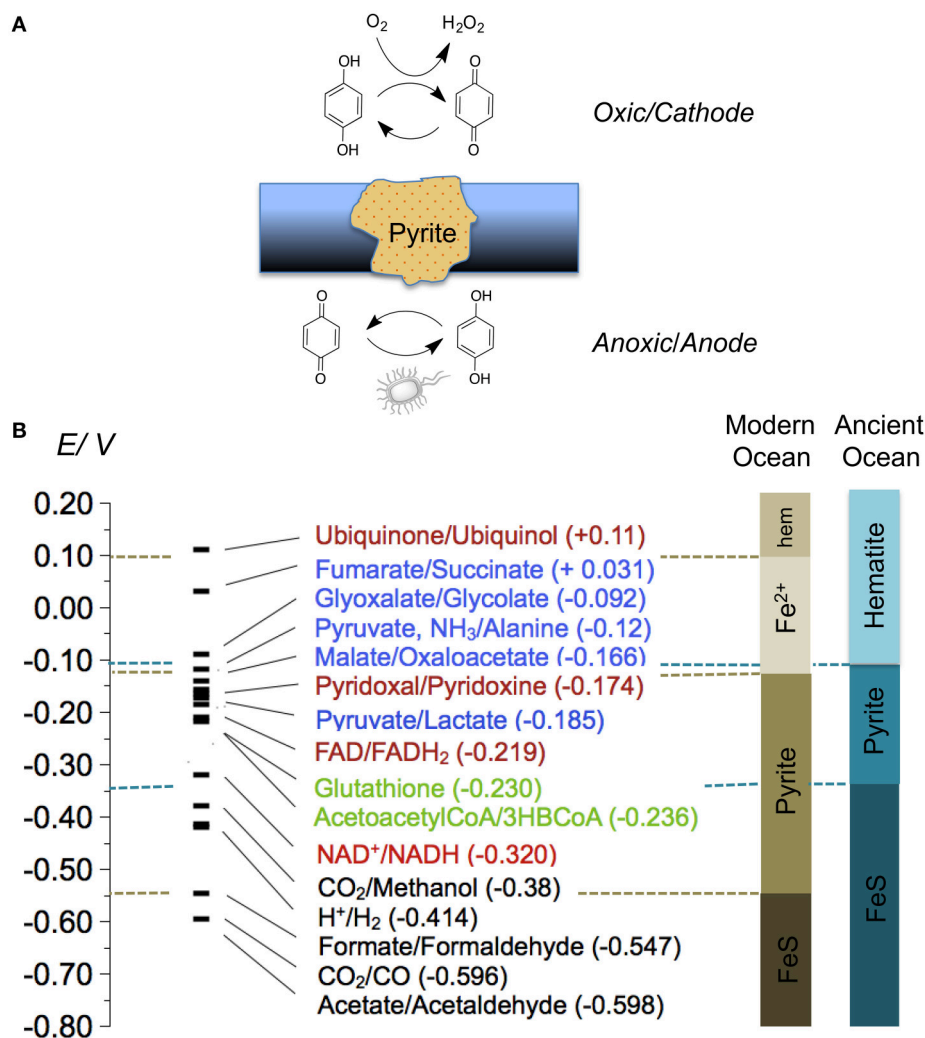 A
O₂ H₂O₂
OH O
OH O
Oxic/Cathode
Pyrite
O OH
O OH
Anoxic/Anode
B
E/ V
Modern Ocean
Ancient Ocean
0.20
0.10
0.00
-0.10
-0.20
-0.30
-0.40
-0.50
-0.60
-0.70
-0.80
Ubiquinone/Ubiquinol (+0.11)
Fumarate/Succinate (+ 0.031)
Glyoxalate/Glycolate (-0.092)
Pyruvate, NH₃/Alanine (-0.12)
Malate/Oxaloacetate (-0.166)
Pyridoxal/Pyridoxine (-0.174)
Pyruvate/Lactate (-0.185)
FAD/FADH₂ (-0.219)
Glutathione (-0.230)
AcetoacetylCoA/3HBCoA (-0.236)
NAD⁺/NADH (-0.320)
CO₂/Methanol (-0.38)
H⁺/H₂ (-0.414)
Formate/Formaldehyde (-0.547)
CO₂/CO (-0.596)
Acetate/Acetaldehyde (-0.598)
hem
Fe²⁺
Pyrite
FeS
Hematite
Pyrite
FeS